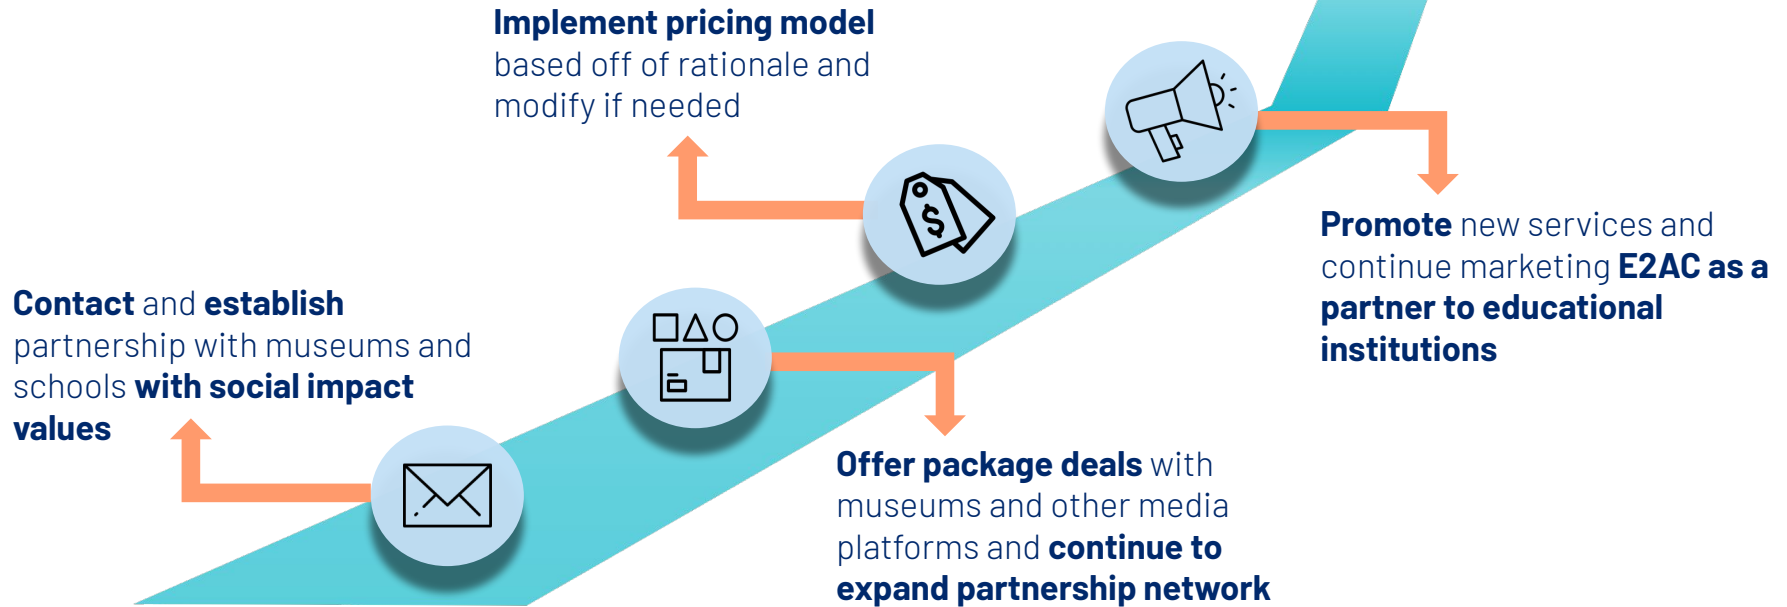 Implement pricing model
based off of rationale and
modify if needed
Contact and establish
partnership with museums and
schools with social impact
values
$
Promote new services and
continue marketing E2AC as a
partner to educational
institutions
Offer package deals with
museums and other media
platforms and continue to
expand partnership network